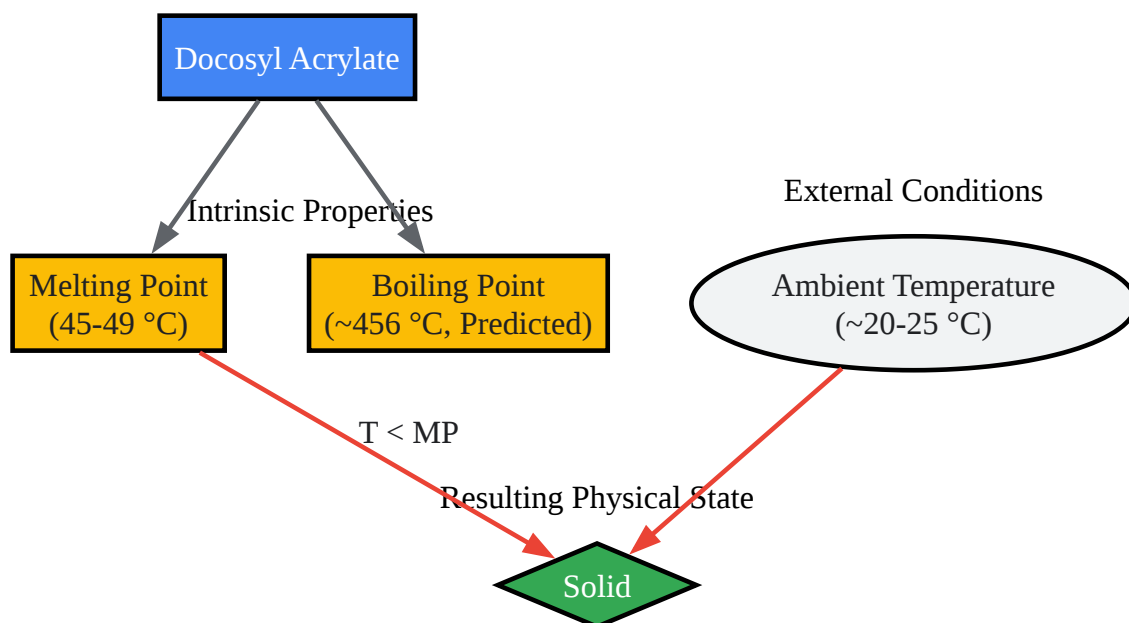 Docosyl Acrylate
Intrinsic Properties
External Conditions
Melting Point
(45-49 °C)
Boiling Point
(~456 °C, Predicted)
Ambient Temperature
(~20-25 °C)
T < MP
Resulting Physical State
Solid